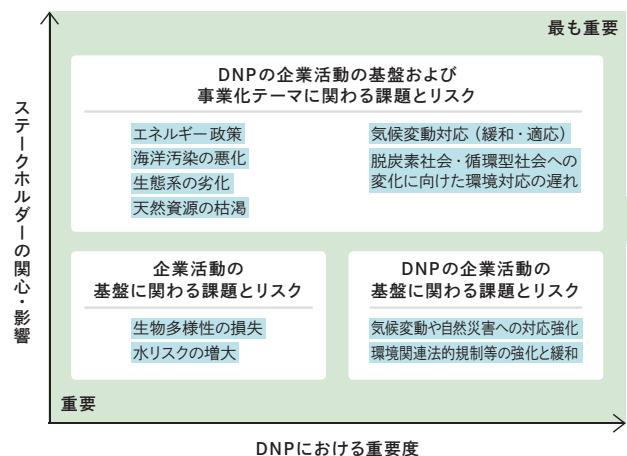 最も重要
DNPの企業活動の基盤および
事業化テーマに関わる課題とリスク
エネルギー政策
海洋汚染の悪化
生態系の劣化
天然資源の枯渇
気候変動対応（緩和・適応）
脱炭素社会・循環型社会への
変化に向けた環境対応の遅れ
ステークホルダーの関心・影響
企業活動の
基盤に関わる課題とリスク
生物多様性の損失
水リスクの増大
DNPの企業活動の
基盤に関わる課題とリスク
気候変動や自然災害への対応強化
環境関連法的規制等の強化と緩和
重要
DNPにおける重要度